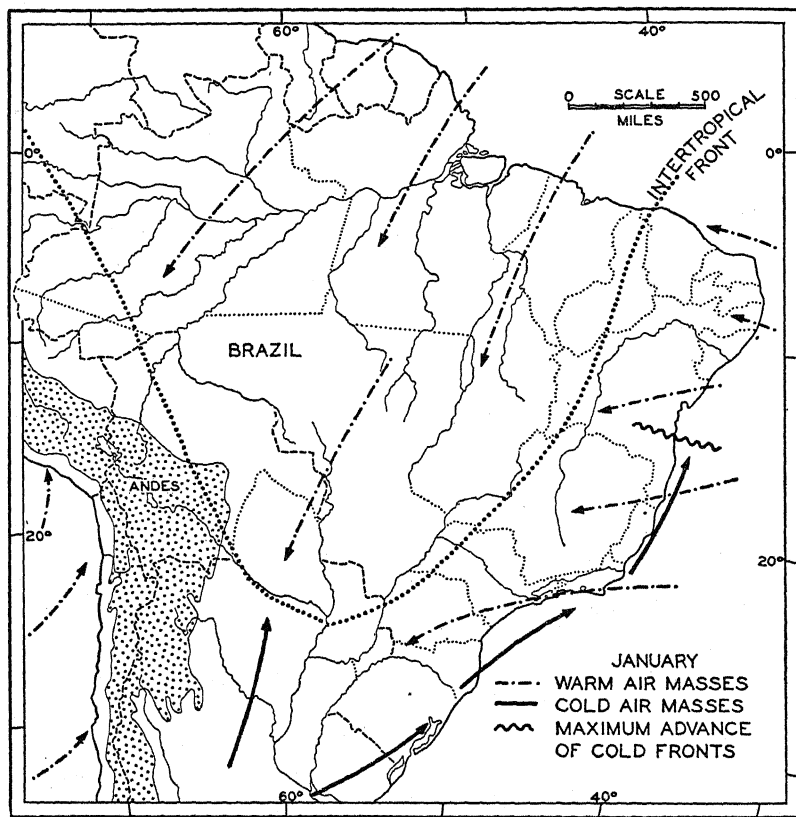 60°
40°
0 SCALE 500
MILES
INTERTROPICAL
FRONT
0°
0°
BRAZIL
ANDES
20°
20°
JANUARY
WARM AIR MASSES
COLD AIR MASSES
MAXIMUM ADVANCE
OF COLD FRONTS
60°
40°